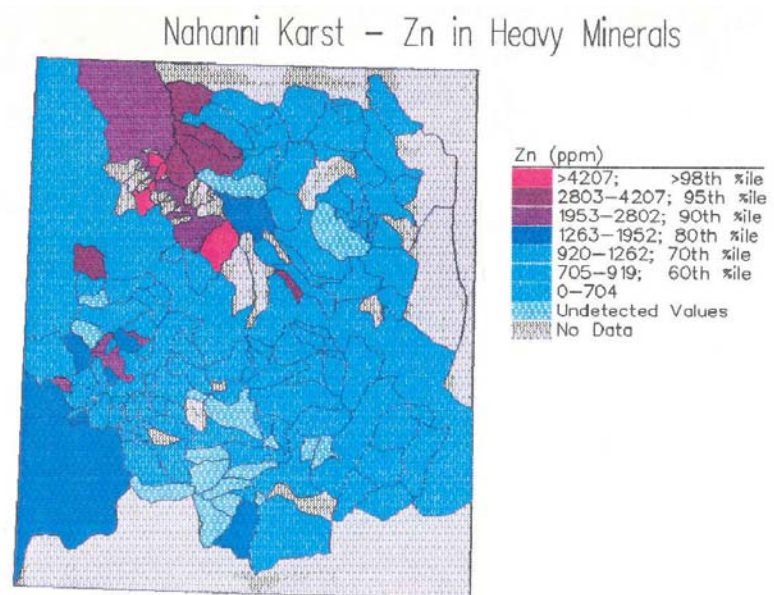 Nahanni Karst – Zn in Heavy Minerals
Zn (ppm)
>4207; >98th %ile
2803–4207; 95th %ile
1953–2802; 90th %ile
1263–1952; 80th %ile
920–1262; 70th %ile
705–919; 60th %ile
0–704
Undetected Values
No Data